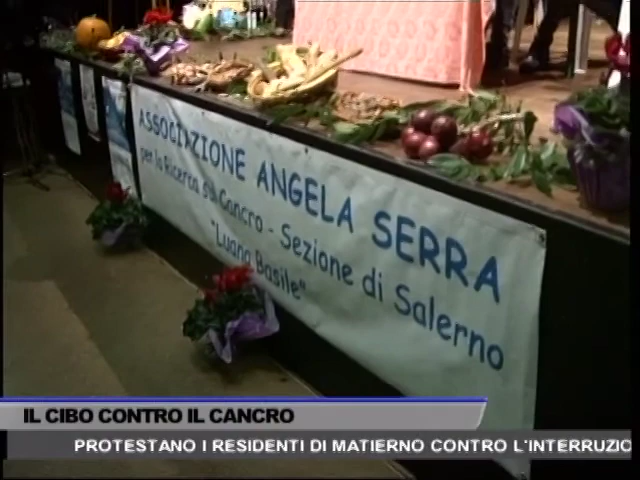 ASSOCIAZIONE ANGELA SERRA
per la Ricerca sul Cancro - Sezione di Salerno
"Luana Basile"
IL CIBO CONTRO IL CANCRO
PROTESTANO I RESIDENTI DI MATIERNO CONTRO L'INTERRUZIO